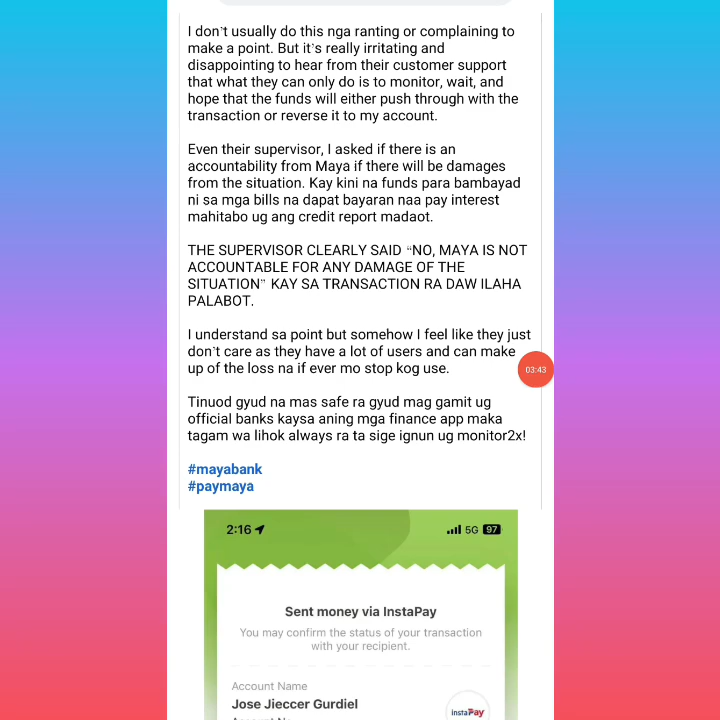 I don't usually do this nga ranting or complaining to
make a point. But it's really irritating and
disappointing to hear from their customer support
that what they can only do is to monitor, wait, and
hope that the funds will either push through with the
transaction or reverse it to my account.
Even their supervisor, I asked if there is an
accountability from Maya if there will be damages
from the situation. Kay kini na funds para bambayad
ni sa mga bills na dapat bayaran naa pay interest
mahitabo ug ang credit report madaot.
THE SUPERVISOR CLEARLY SAID “NO, MAYA IS NOT
ACCOUNTABLE FOR ANY DAMAGE OF THE
SITUATION” KAY SA TRANSACTION RA DAW ILAHA
PALABOT.
I understand sa point but somehow I feel like they just
don't care as they have a lot of users and can make
up of the loss na if ever mo stop kog use.
03:43
Tinuod gyud na mas safe ra gyud mag gamit ug
official banks kaysa aning mga finance app maka
tagam wa lihok always ra ta sige ignun ug monitor2x!
#mayabank
#paymaya
2:16 5G 97
Sent money via InstaPay
You may confirm the status of your transaction
with your recipient.
Account Name
Jose Jieccer Gurdiel
instaPay